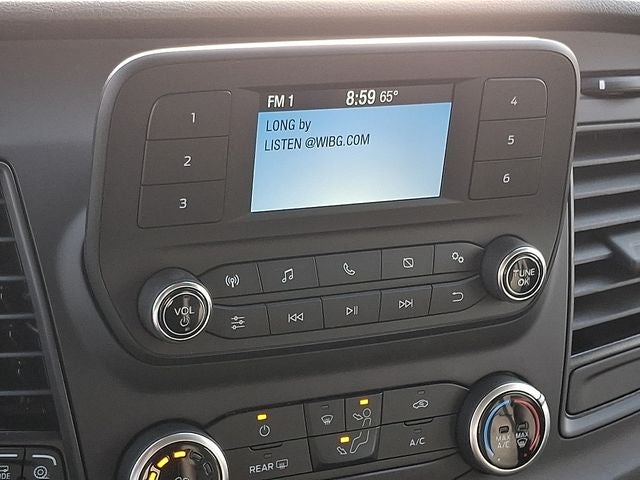 FM 1 8:59 65°
LONG by
LISTEN @WIBG.COM
1
2
3
4
5
6
VOL
TUNE
OK
REAR
A/C
MAX
A/C
MAX